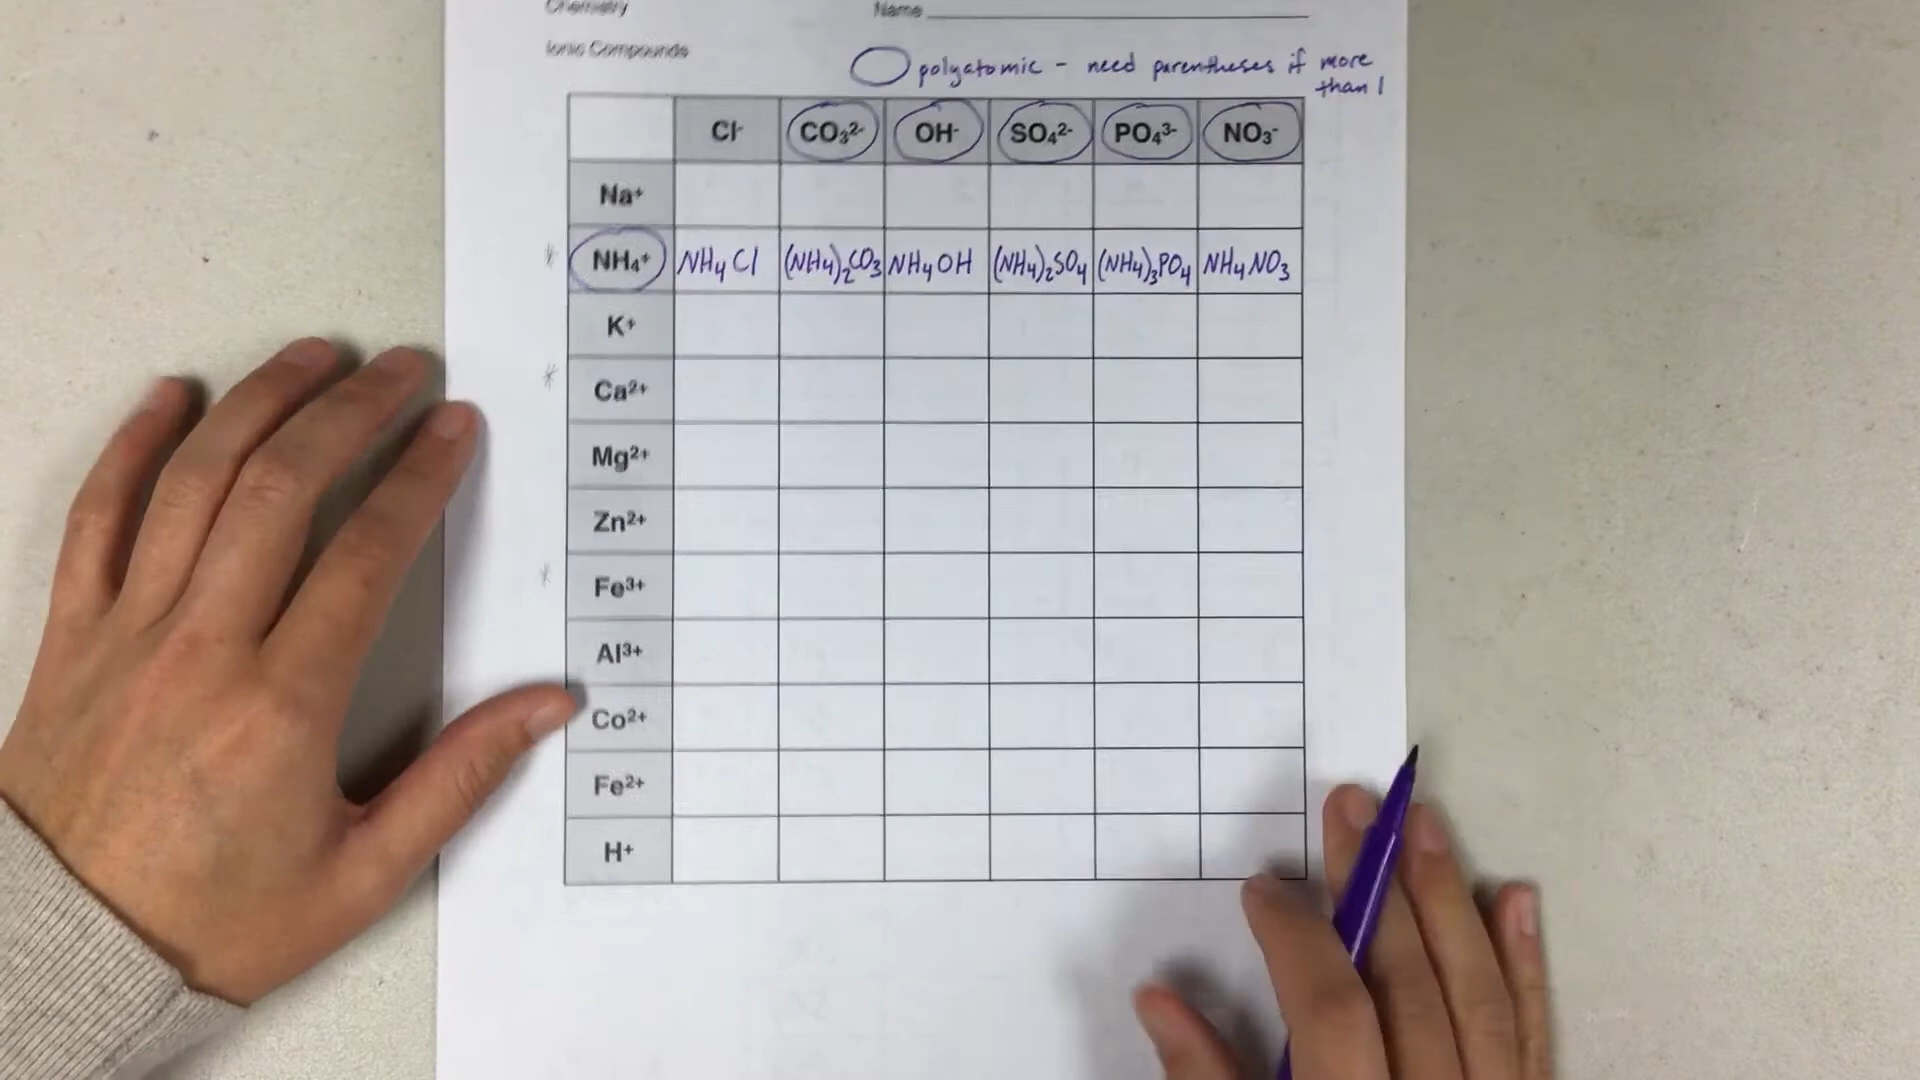 Chemistry Name
Ionic Compounds
polyatomic - need parentheses if more
than 1
Cl- CO₃²⁻ OH- SO₄²⁻ PO₄³⁻ NO₃⁻
Na⁺
* NH₄⁺ NH₄Cl (NH₄)₂CO₃ NH₄OH (NH₄)₂SO₄ (NH₄)₃PO₄ NH₄NO₃
K⁺
* Ca²⁺
Mg²⁺
Zn²⁺
* Fe³⁺
Al³⁺
Co²⁺
Fe²⁺
H⁺